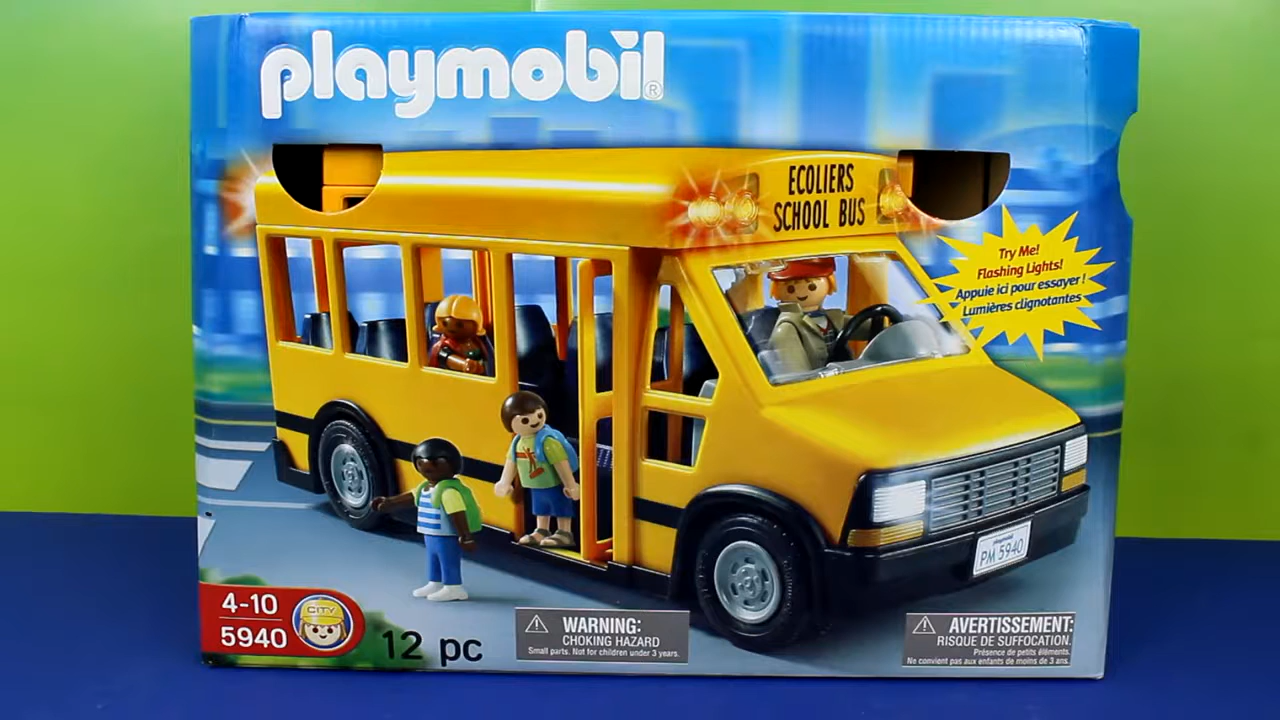 playmobil®
ECOLIERS
SCHOOL BUS
Try Me!
Flashing Lights!
Appuie ici pour essayer !
Lumières clignotantes
playmobil
PM 5940
4-10
5940
CITY
12 pc
WARNING:
CHOKING HAZARD
Small parts. Not for children under 3 years.
AVERTISSEMENT:
RISQUE DE SUFFOCATION.
Présence de petits éléments.
Ne convient pas aux enfants de moins de 3 ans.